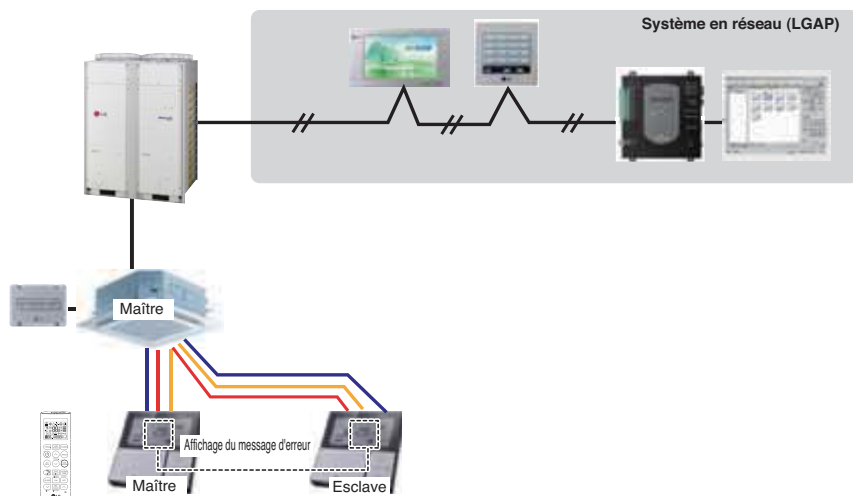 Système en réseau (LGAP)
Maître
Affichage du message d'erreur
Maître
Esclave